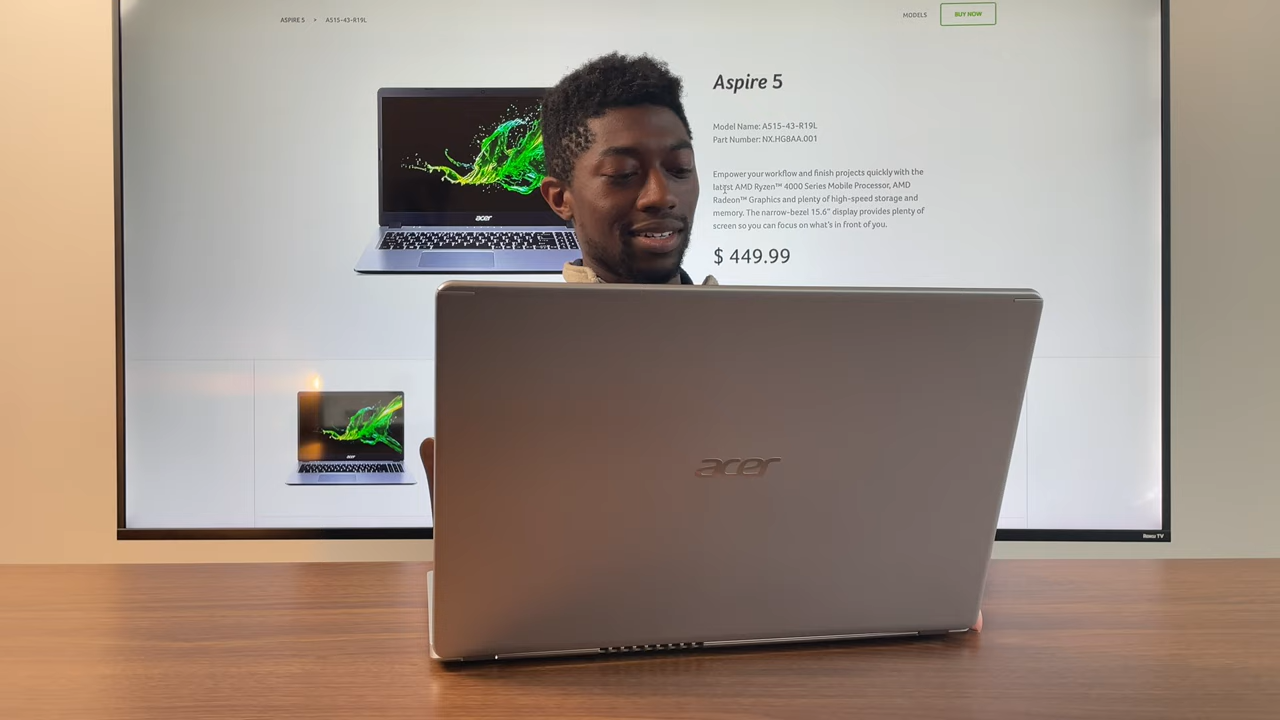 ASPIRE 5 > A515-43-R19L
MODELS
BUY NOW
Aspire 5
Model Name: A515-43-R19L
Part Number: NX.HG8AA.001
Empower your workflow and finish projects quickly with the
latest AMD Ryzen™ 4000 Series Mobile Processor, AMD
Radeon™ Graphics and plenty of high-speed storage and
memory. The narrow-bezel 15.6" display provides plenty of
screen so you can focus on what's in front of you.
$ 449.99
acer
acer
acer
Roku TV